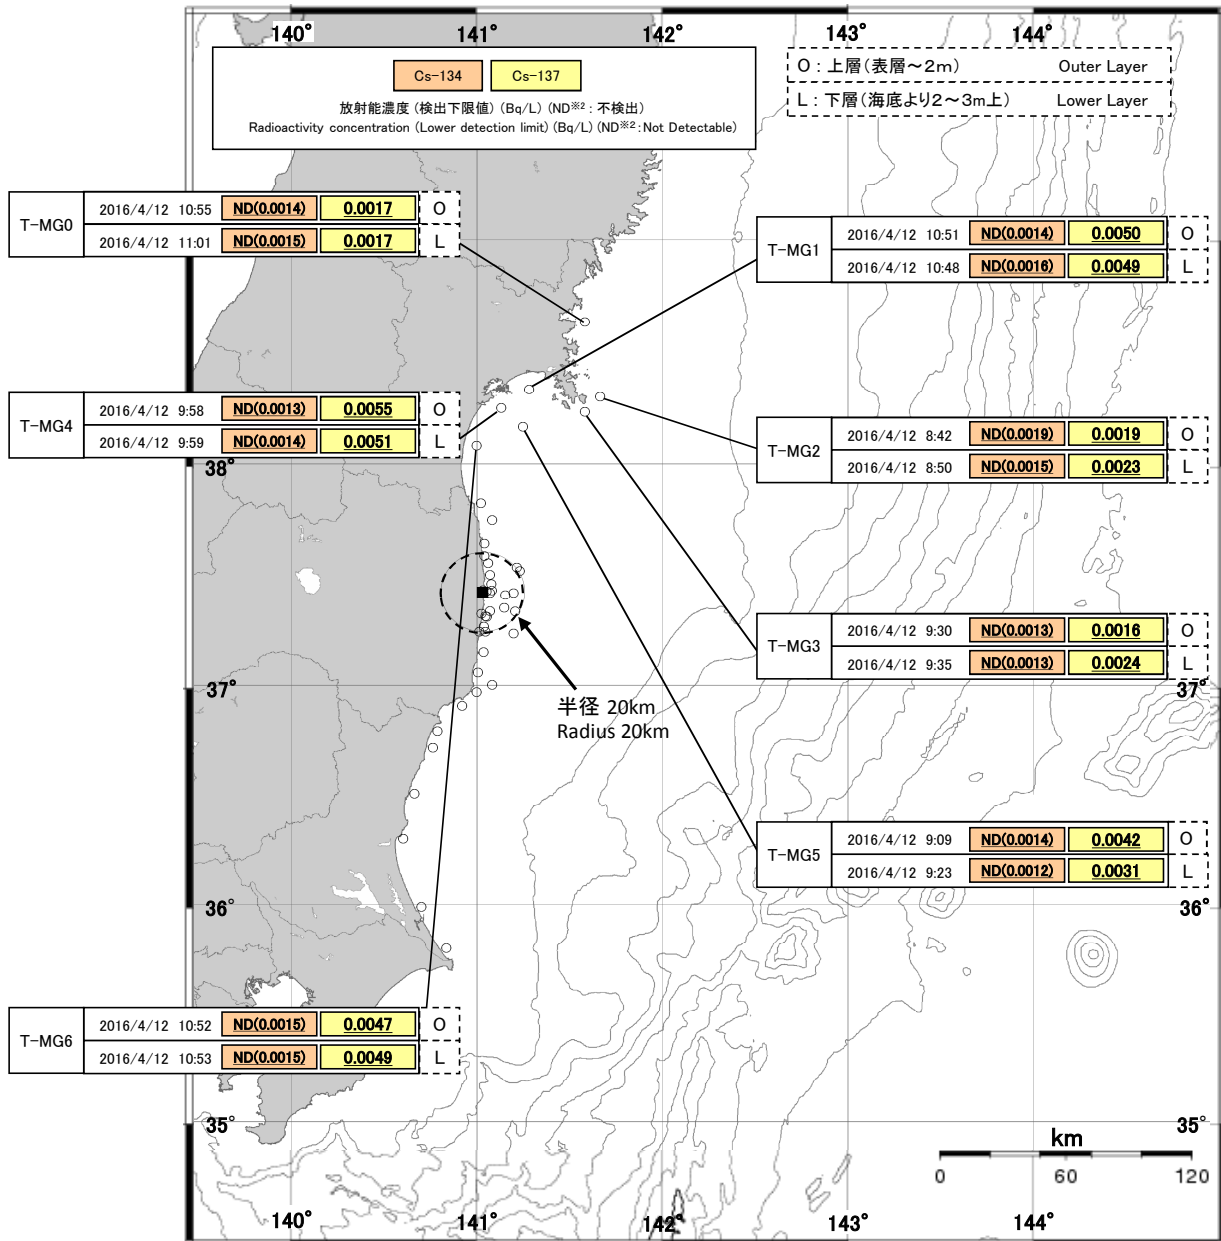 140° 141° 142° 143° 144°
Cs-134 Cs-137
放射能濃度 (検出下限値) (Bq/L) (ND※2 : 不検出)
Radioactivity concentration (Lower detection limit) (Bq/L) (ND※2 : Not Detectable)
O : 上層 (表層～2m) Outer Layer
L : 下層 (海底より2～3m上) Lower Layer
T-MG0
2016/4/12 10:55 ND(0.0014) 0.0017 O
2016/4/12 11:01 ND(0.0015) 0.0017 L
T-MG1
2016/4/12 10:51 ND(0.0014) 0.0050 O
2016/4/12 10:48 ND(0.0016) 0.0049 L
T-MG4
2016/4/12 9:58 ND(0.0013) 0.0055 O
2016/4/12 9:59 ND(0.0014) 0.0051 L
T-MG2
2016/4/12 8:42 ND(0.0019) 0.0019 O
2016/4/12 8:50 ND(0.0015) 0.0023 L
38°
T-MG3
2016/4/12 9:30 ND(0.0013) 0.0016 O
2016/4/12 9:35 ND(0.0013) 0.0024 L
37° 37°
半径 20km
Radius 20km
T-MG5
2016/4/12 9:09 ND(0.0014) 0.0042 O
2016/4/12 9:23 ND(0.0012) 0.0031 L
36° 36°
T-MG6
2016/4/12 10:52 ND(0.0015) 0.0047 O
2016/4/12 10:53 ND(0.0015) 0.0049 L
35° 35°
km
0 60 120
140° 141° 142° 143° 144°